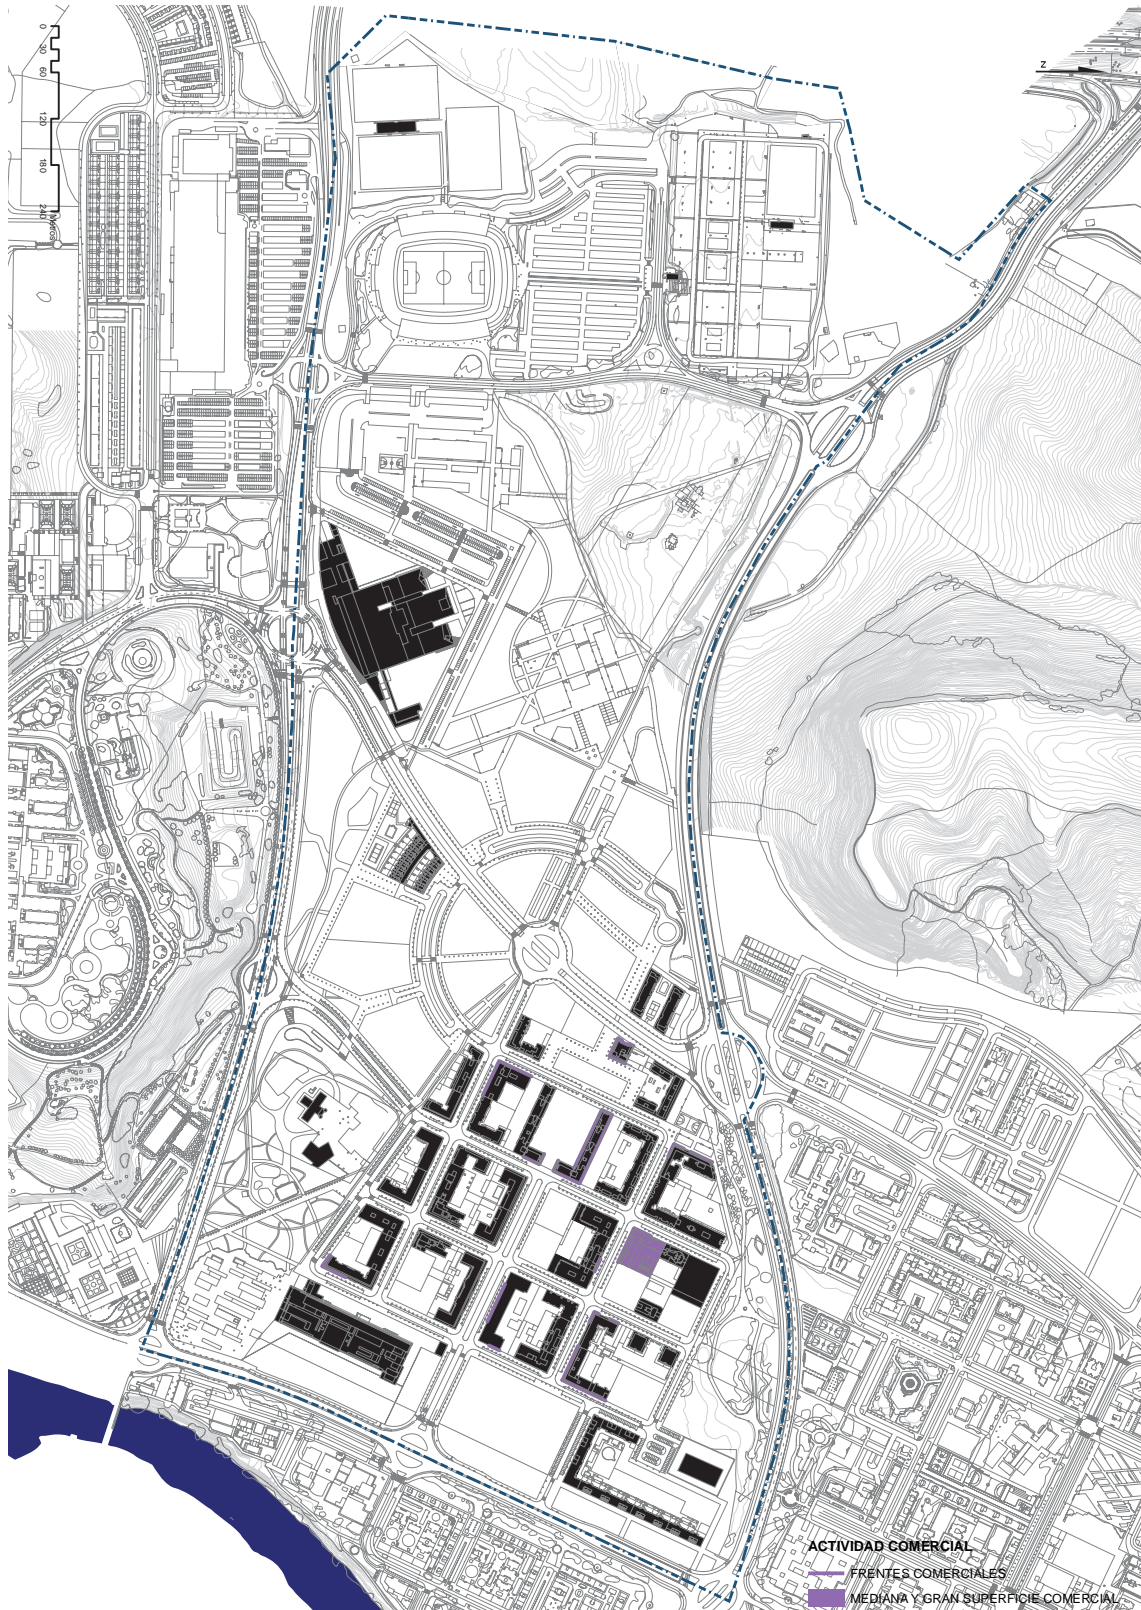 0
30
60
120
180
240
Metros
Z
ACTIVIDAD COMERCIAL
FRENTES COMERCIALES
MEDIANA Y GRAN SUPERFICIE COMERCIAL